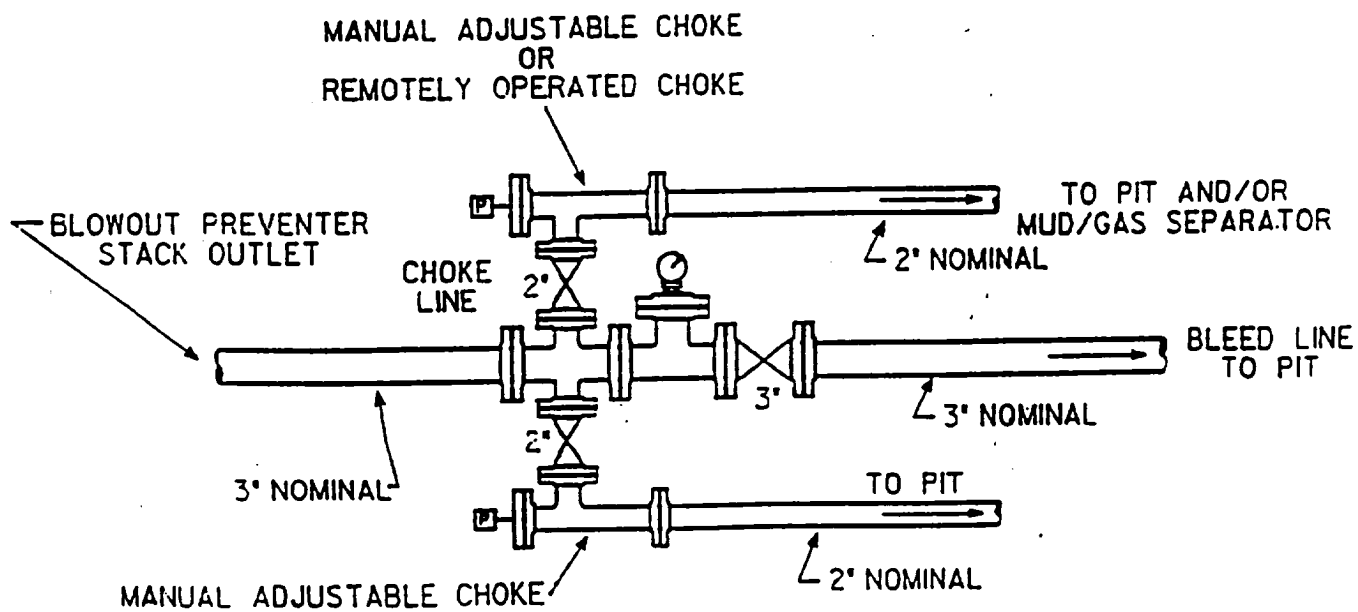 MANUAL ADJUSTABLE CHOKE
OR
REMOTELY OPERATED CHOKE
P
TO PIT AND/OR
MUD/GAS SEPARATOR
BLOWOUT PREVENTER
STACK OUTLET
2" NOMINAL
CHOKE
LINE
2"
BLEED LINE
TO PIT
3"
3" NOMINAL
2"
3" NOMINAL
TO PIT
P
2" NOMINAL
MANUAL ADJUSTABLE CHOKE